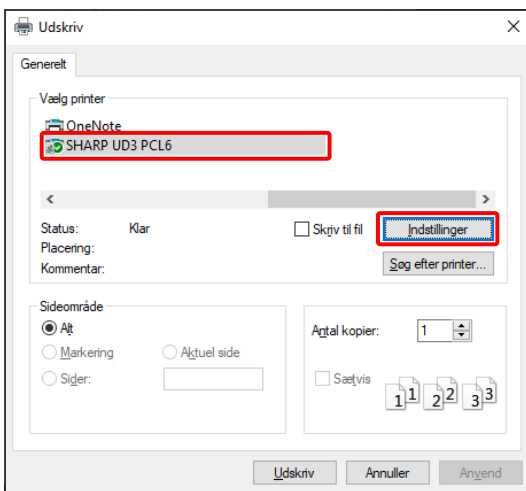 Udskriv
Generelt
Vælg printer
OneNote
SHARP UD3 PCL6
Status: Klar
Skriv til fil
Indstillinger
Placering:
Kommentar:
Søg efter printer...
Sideområde
Alt
Markering
Aktuel side
Sider:
Antal kopier: 1
Sætvis
1 1 2 2 3 3
Udskriv
Annuller
Anvend